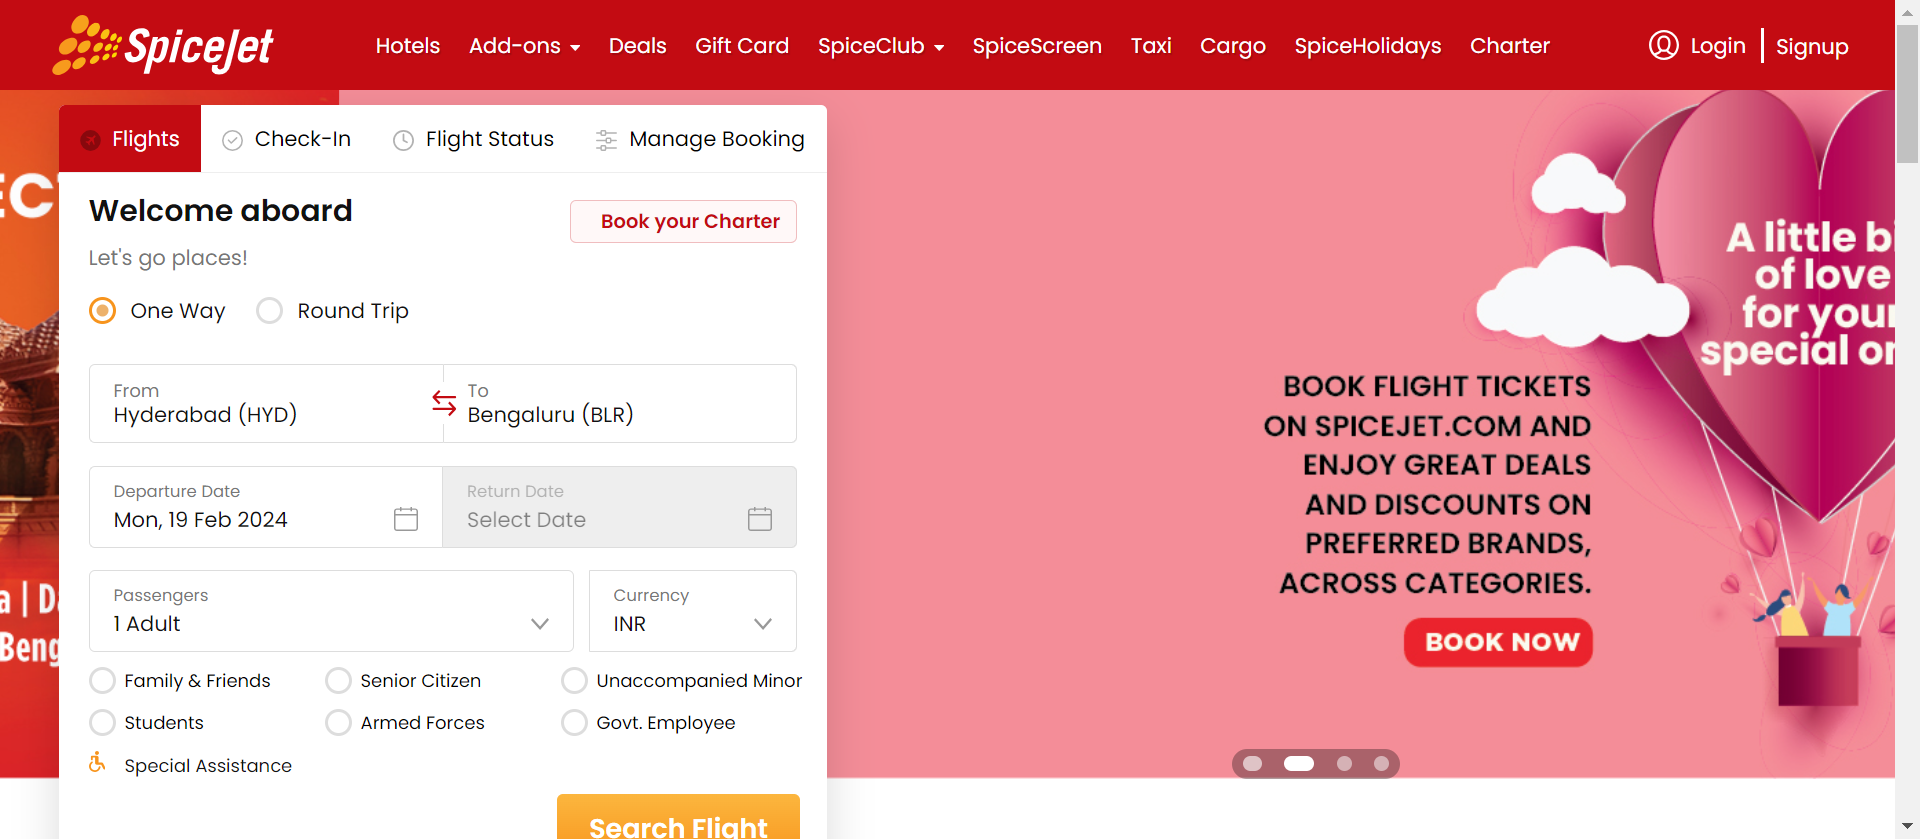 SpiceJet
Hotels Add-ons Deals Gift Card SpiceClub SpiceScreen Taxi Cargo SpiceHolidays Charter Login Signup
Flights Check-In Flight Status Manage Booking
Welcome aboard
Book your Charter
Let's go places!
One Way Round Trip
From
Hyderabad (HYD)
To
Bengaluru (BLR)
Departure Date
Mon, 19 Feb 2024
Return Date
Select Date
Passengers
1 Adult
Currency
INR
Family & Friends Senior Citizen Unaccompanied Minor
Students Armed Forces Govt. Employee
Special Assistance
Search Flight
A little
of love
for
special
BOOK FLIGHT TICKETS
ON SPICEJET.COM AND
ENJOY GREAT DEALS
AND DISCOUNTS ON
PREFERRED BRANDS,
ACROSS CATEGORIES.
BOOK NOW